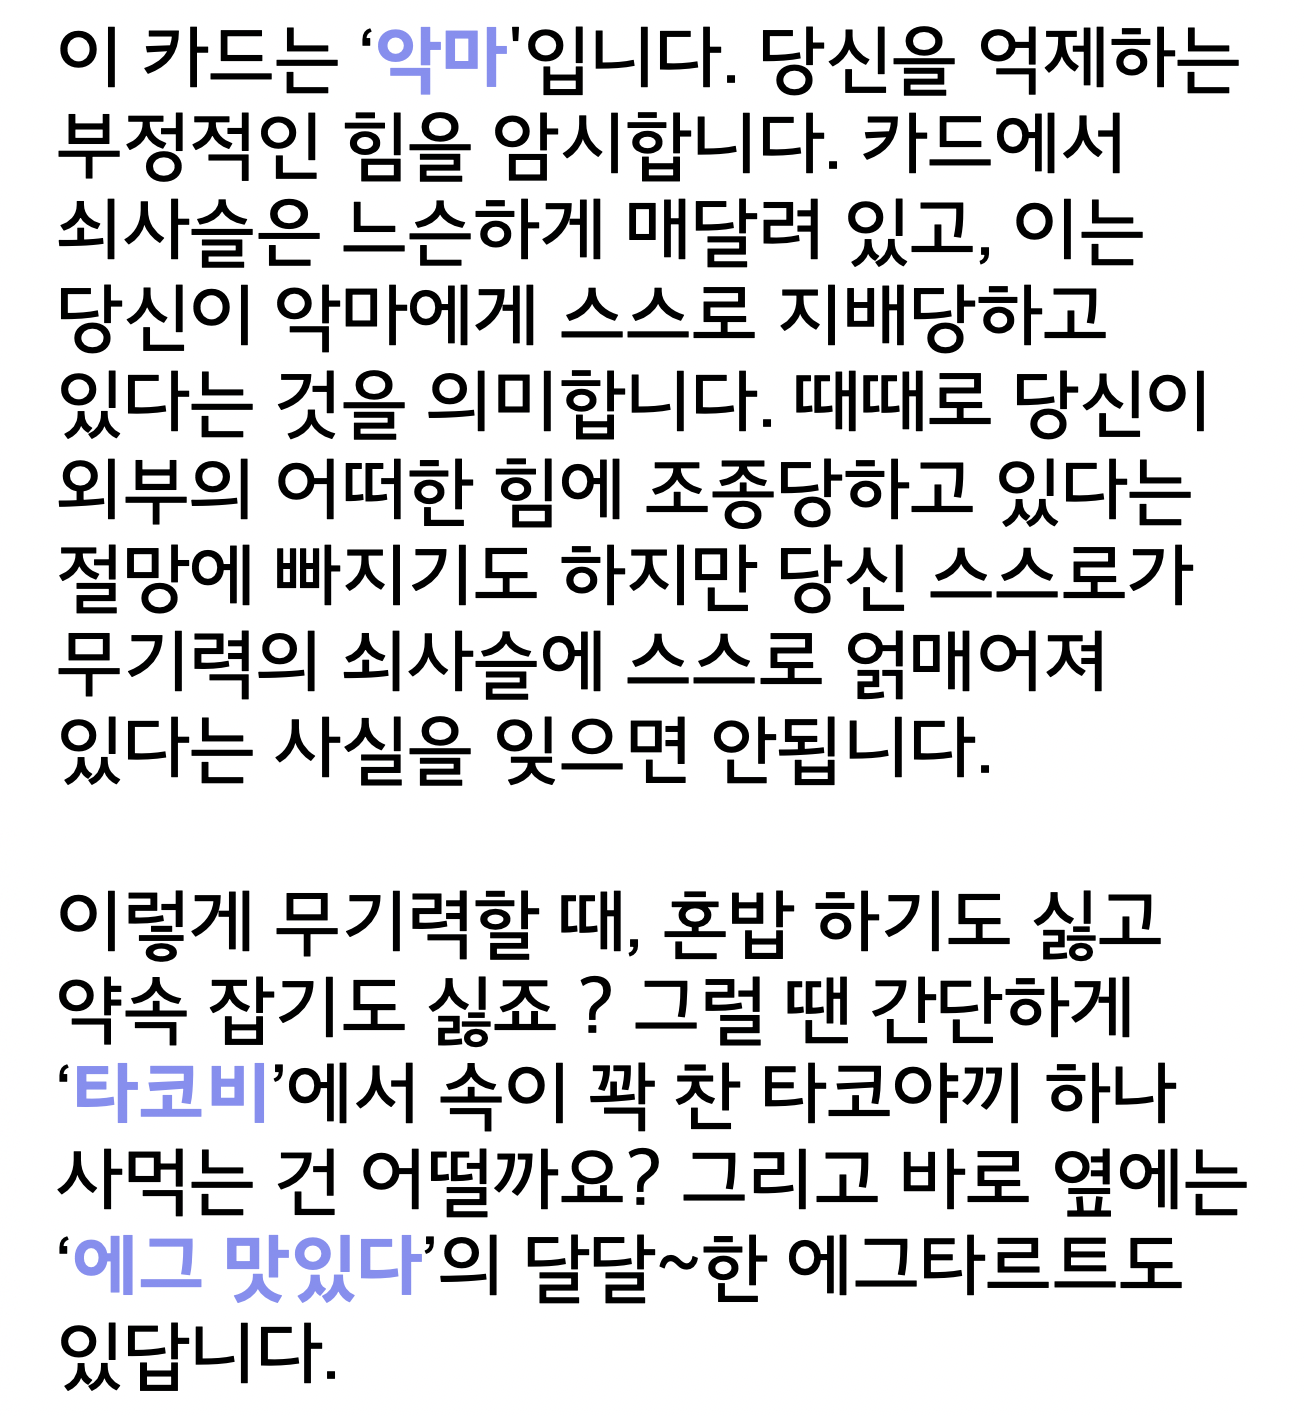 이 카드는 ‘악마'입니다. 당신을 억제하는
부정적인 힘을 암시합니다. 카드에서
쇠사슬은 느슨하게 매달려 있고, 이는
당신이 악마에게 스스로 지배당하고
있다는 것을 의미합니다. 때때로 당신이
외부의 어떠한 힘에 조종당하고 있다는
절망에 빠지기도 하지만 당신 스스로가
무기력의 쇠사슬에 스스로 얽매어져
있다는 사실을 잊으면 안됩니다.
이렇게 무기력할 때, 혼밥 하기도 싫고
약속 잡기도 싫죠 ? 그럴 땐 간단하게
‘타코비’에서 속이 꽉 찬 타코야끼 하나
사먹는 건 어떨까요? 그리고 바로 옆에는
‘에그 맛있다’의 달달~한 에그타르트도
있답니다.